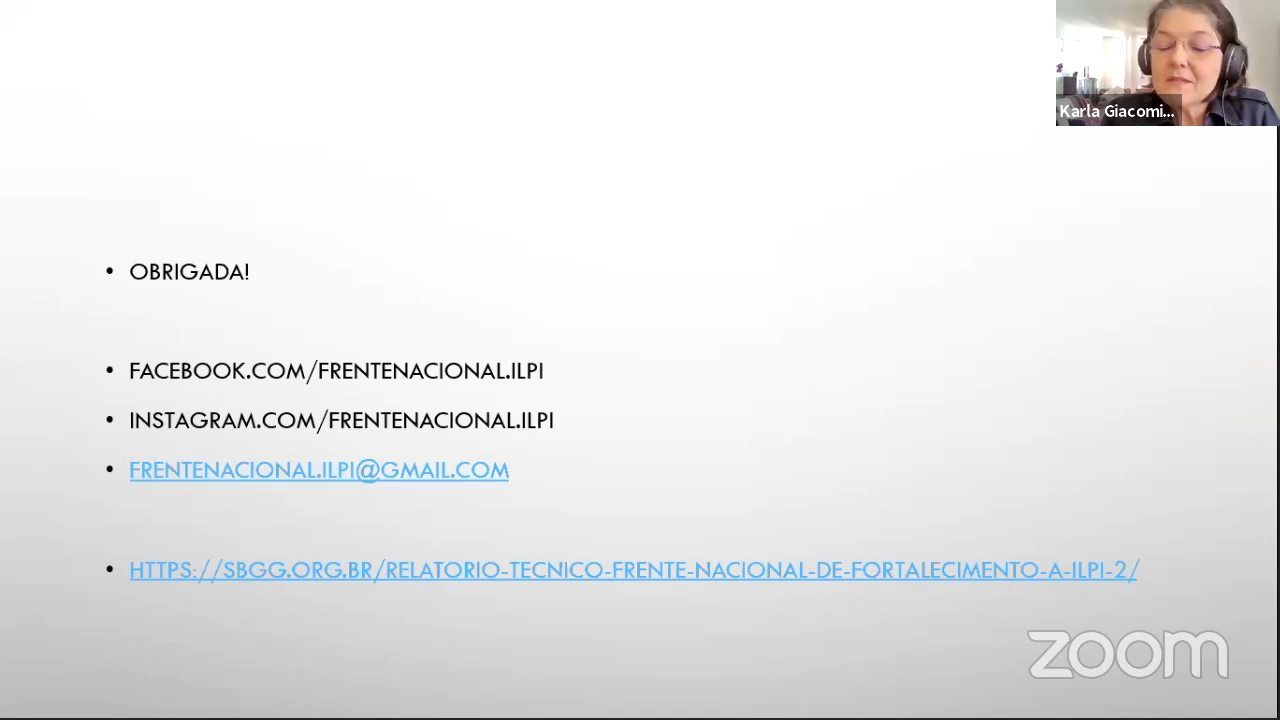 Karla Giacomi...
• OBRIGADA!
• FACEBOOK.COM/FRENTENACIONAL.ILPI
• INSTAGRAM.COM/FRENTENACIONAL.ILPI
• FRENTENACIONAL.ILPI@GMAIL.COM
• HTTPS://SBGG.ORG.BR/RELATORIO-TECNICO-FRENTE-NACIONAL-DE-FORTALECIMENTO-A-ILPI-2/
zoom